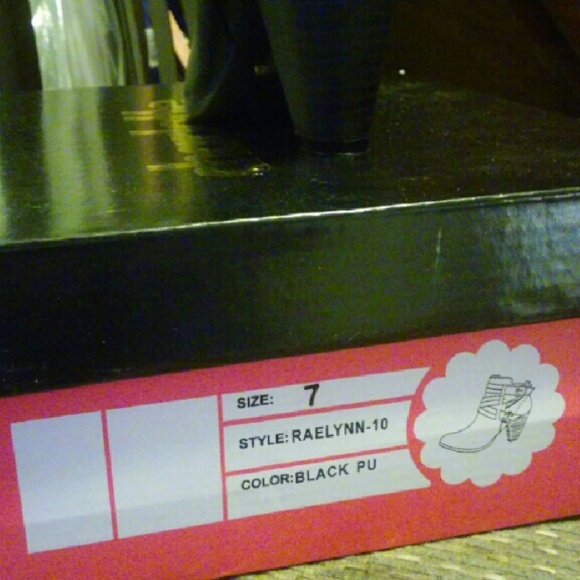 SIZE: 7
STYLE: RAELYNN-10
COLOR: BLACK PU